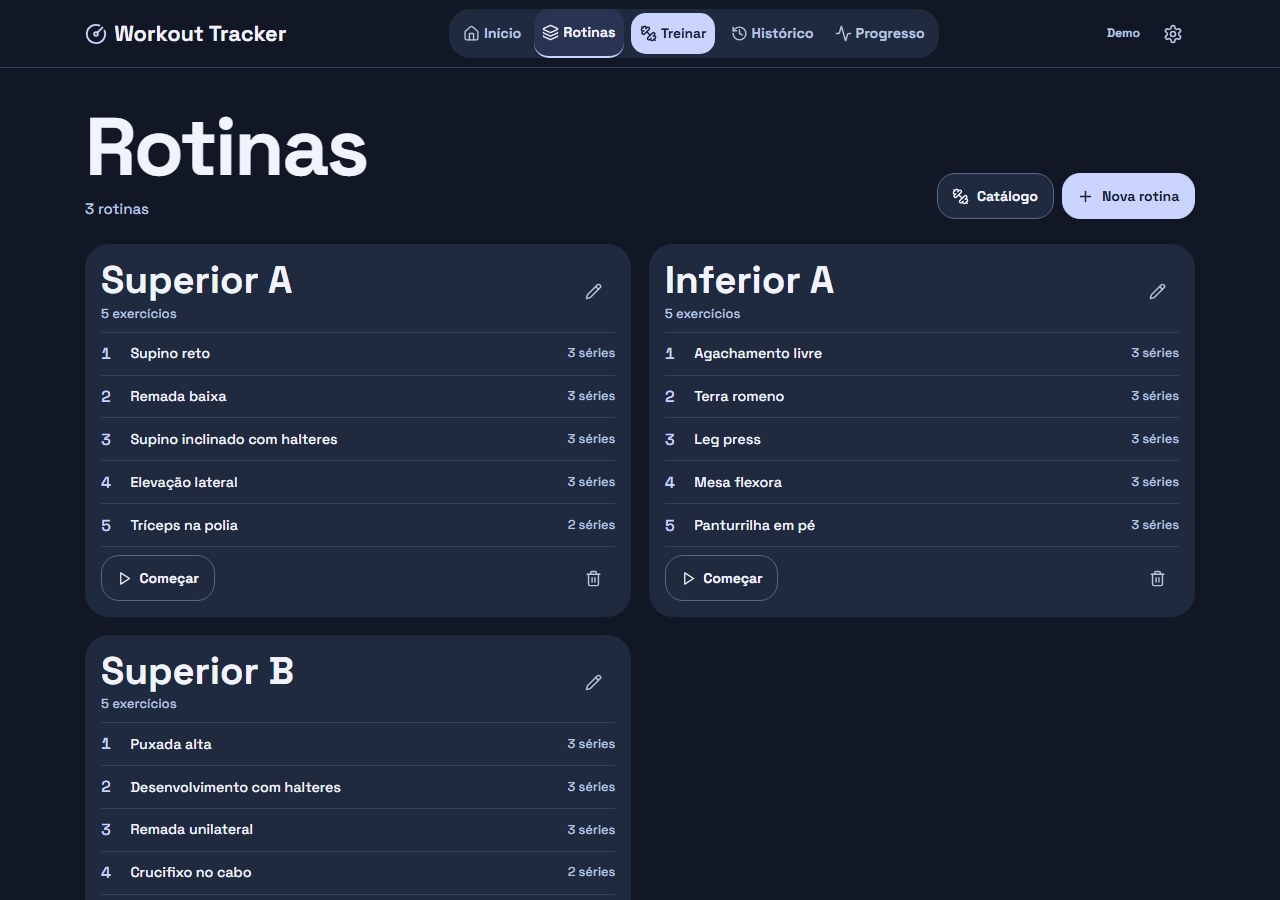 Workout Tracker
Início
Rotinas
Treinar
Histórico
Progresso
Demo
Rotinas
3 rotinas
Catálogo
Nova rotina
Superior A
5 exercícios
1 Supino reto 3 séries
2 Remada baixa 3 séries
3 Supino inclinado com halteres 3 séries
4 Elevação lateral 3 séries
5 Tríceps na polia 2 séries
Começar
Inferior A
5 exercícios
1 Agachamento livre 3 séries
2 Terra romeno 3 séries
3 Leg press 3 séries
4 Mesa flexora 3 séries
5 Panturrilha em pé 3 séries
Começar
Superior B
5 exercícios
1 Puxada alta 3 séries
2 Desenvolvimento com halteres 3 séries
3 Remada unilateral 3 séries
4 Crucifixo no cabo 2 séries